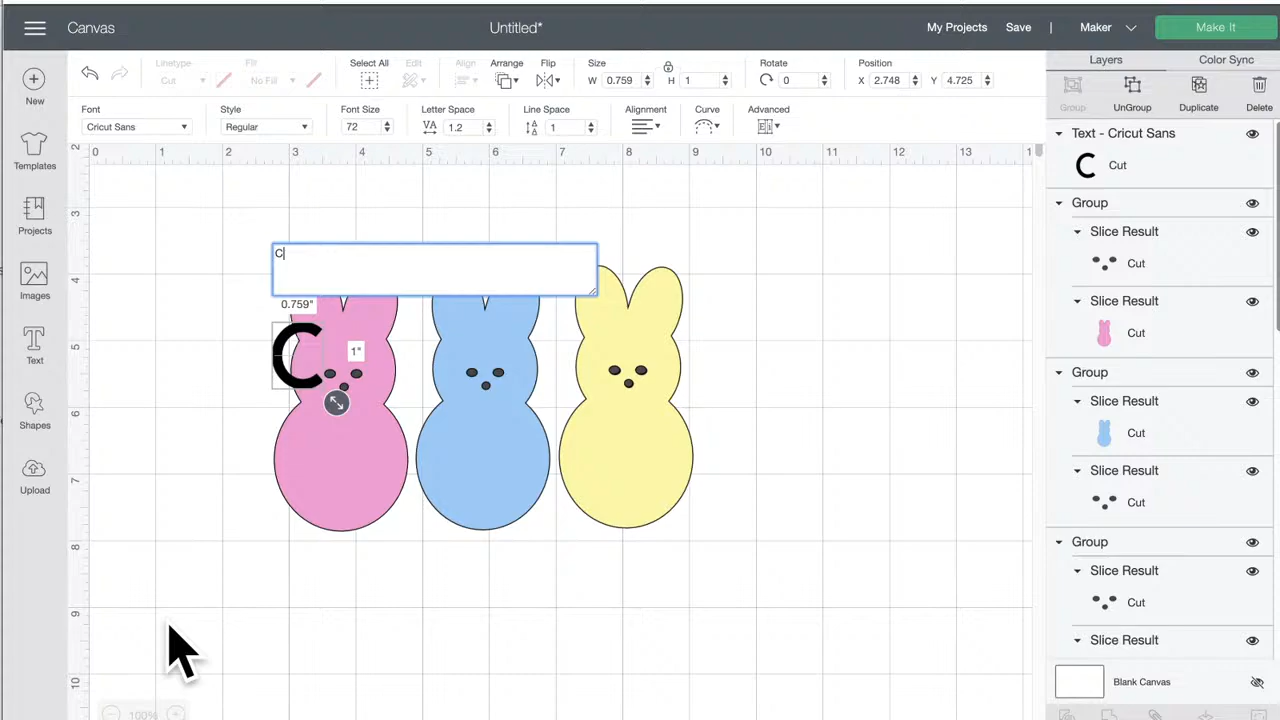 Canvas
Untitled*
My Projects
Save
Maker
Make It
New
Templates
Projects
Images
Text
Shapes
Upload
Linetype
Cut
Fill
No Fill
Select All
Edit
Align
Arrange
Flip
Size
W 0.759
H 1
Rotate
0
Position
X 2.748
Y 4.725
Font
Cricut Sans
Style
Regular
Font Size
72
Letter Space
VA 1.2
Line Space
1
Alignment
Curve
Advanced
0 1 2 3 4 5 6 7 8 9 10 11 12 13 1
2
3
4
5
6
7
8
9
10
C
0.759"
C
1"
100%
Layers
Color Sync
Group
UnGroup
Duplicate
Delete
Text - Cricut Sans
C Cut
Group
Slice Result
Cut
Slice Result
Cut
Group
Slice Result
Cut
Slice Result
Cut
Group
Slice Result
Cut
Slice Result
Blank Canvas